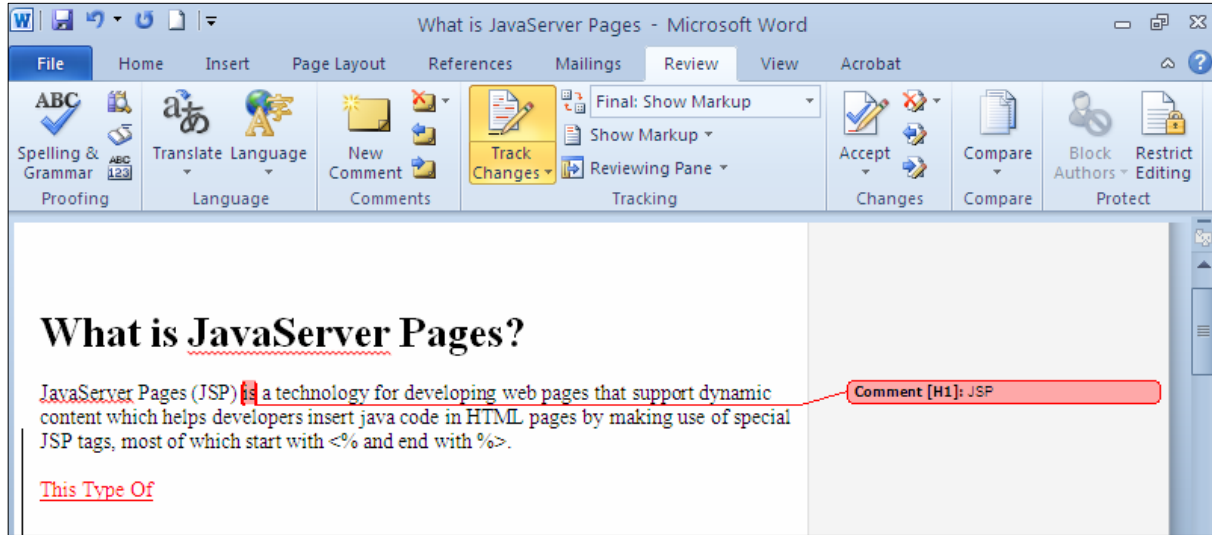 What is JavaServer Pages - Microsoft Word
File Home Insert Page Layout References Mailings Review View Acrobat
ABC Final: Show Markup
Show Markup
Spelling & Grammar ABC 123 Translate Language New Comment Track Changes Reviewing Pane Accept Compare Block Authors Restrict Editing
Proofing Language Comments Tracking Changes Compare Protect
What is JavaServer Pages?
JavaServer Pages (JSP) is a technology for developing web pages that support dynamic
Comment [H1]: JSP
content which helps developers insert java code in HTML pages by making use of special
JSP tags, most of which start with <% and end with %>.
This Type Of